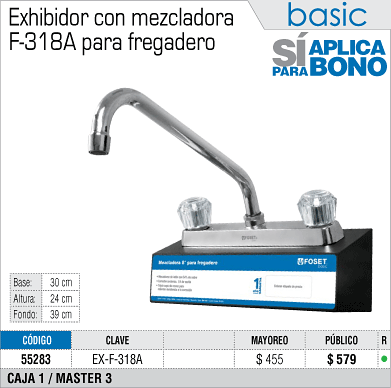 Exhibidor con mezcladora
F-318A para fregadero
basic
SÍ APLICA
PARA BONO
Mezcladora 8" para fregadero
FOSET
Base: 30 cm
Altura: 24 cm
Fondo: 39 cm
CÓDIGO CLAVE MAYOREO PÚBLICO R
55283 EX-F-318A $ 455 $ 579
CAJA 1 / MASTER 3